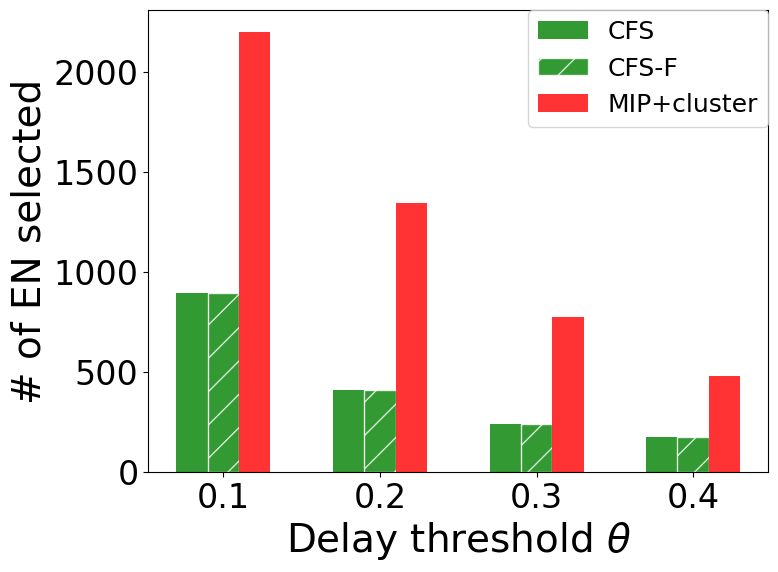 CFS
CFS-F
MIP+cluster
# of EN selected
2000
1500
1000
500
0
0.1 0.2 0.3 0.4
Delay threshold θ